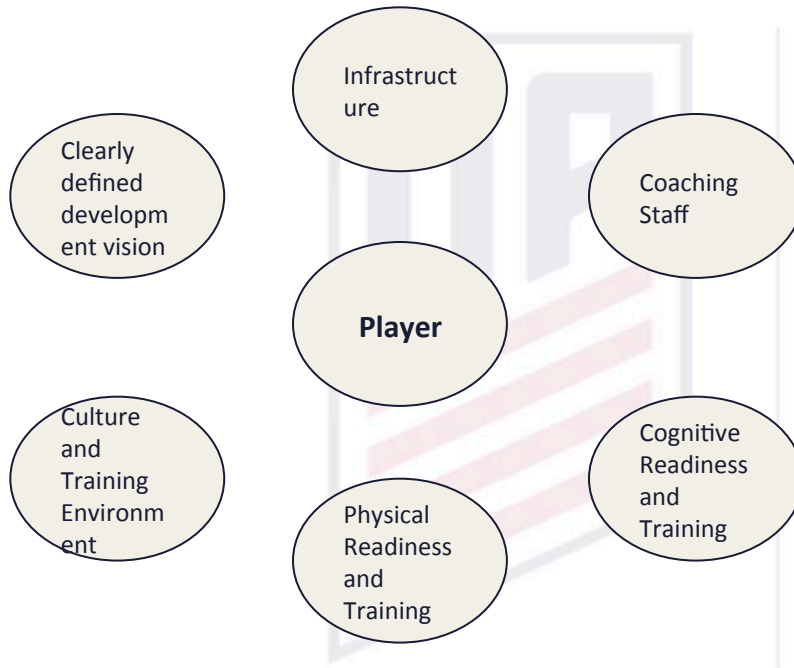 Infrastruct
ure
Clearly
defined
developm
ent vision
Coaching
Staff
Player
Culture
and
Training
Environm
ent
Physical
Readiness
and
Training
Cognitive
Readiness
and
Training